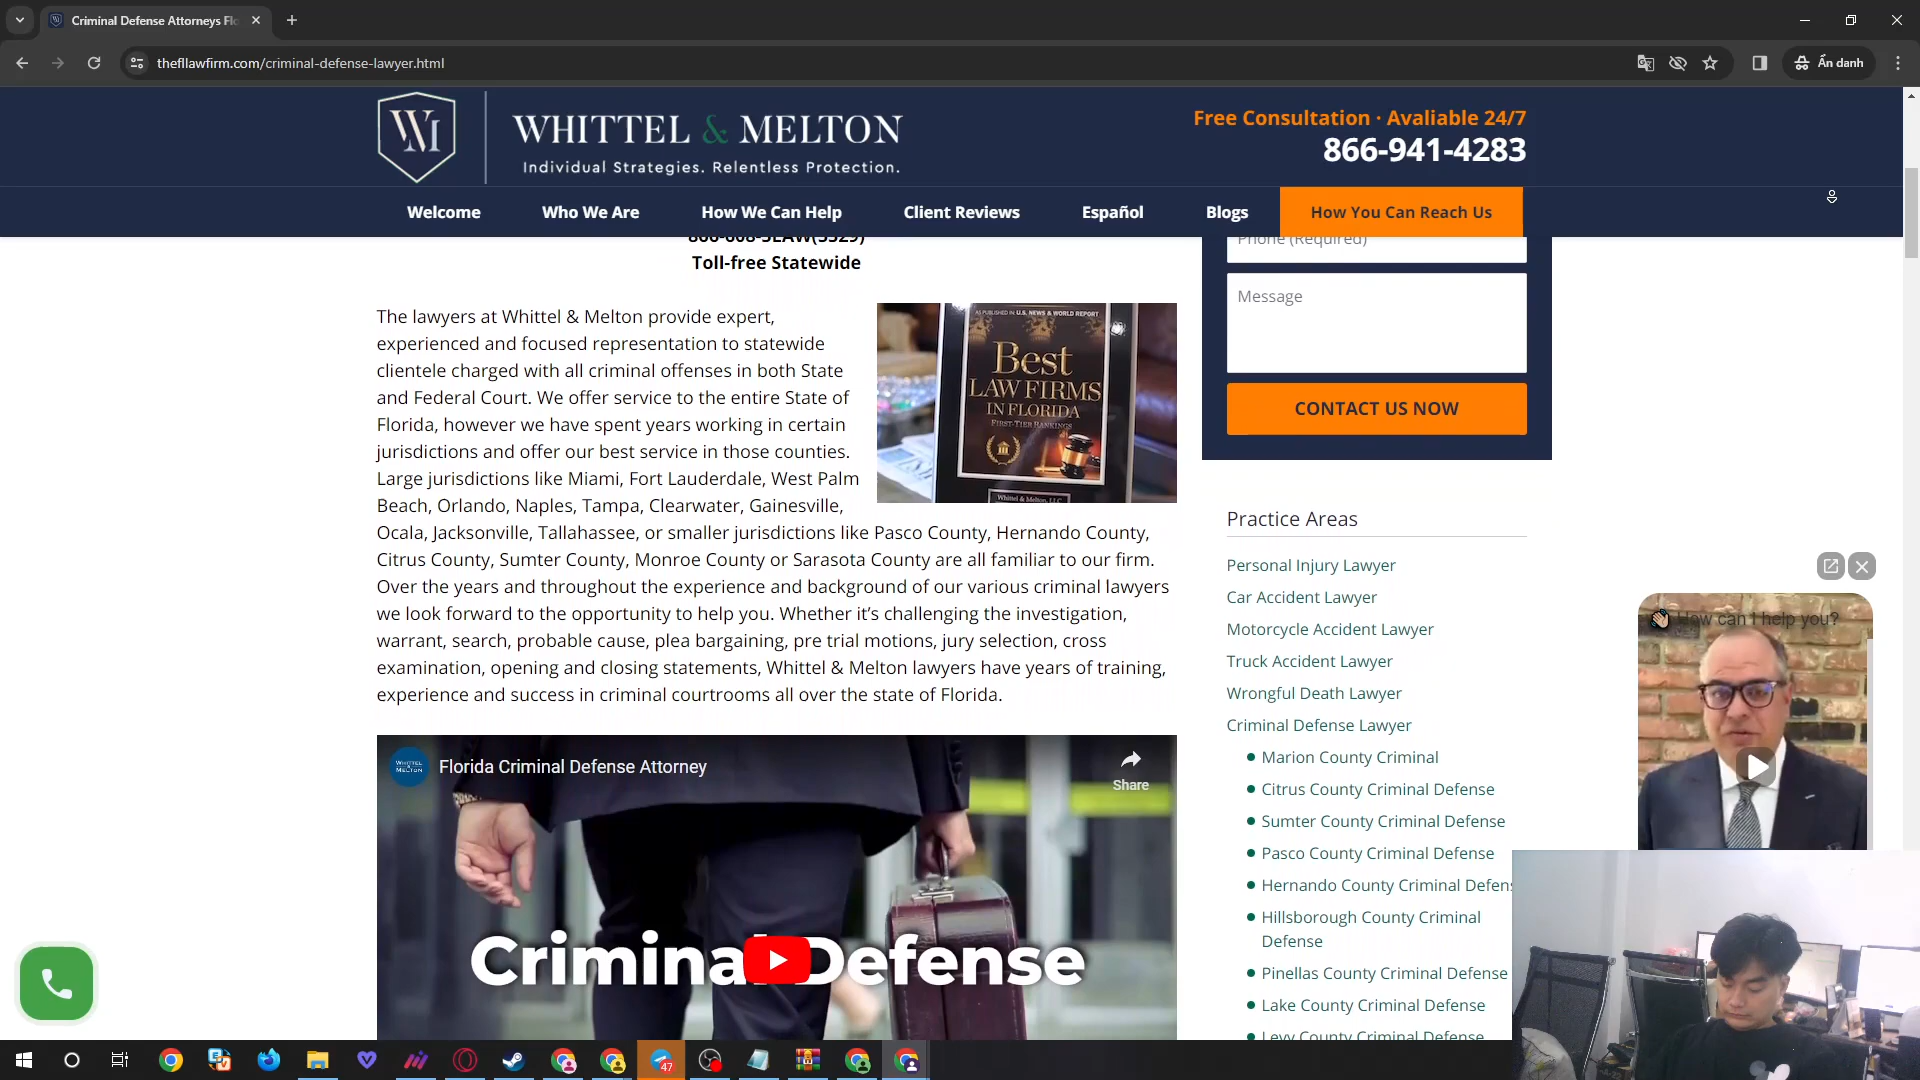 Criminal Defense Attorneys Flo
thefllawfirm.com/criminal-defense-lawyer.html
Ẩn danh
WM
WHITTEL & MELTON
Individual Strategies. Relentless Protection.
Free Consultation · Avaliable 24/7
866-941-4283
Welcome
Who We Are
How We Can Help
Client Reviews
Español
Blogs
How You Can Reach Us
866-608-5LAW(5529)
Toll-free Statewide
The lawyers at Whittel & Melton provide expert,
experienced and focused representation to statewide
clientele charged with all criminal offenses in both State
and Federal Court. We offer service to the entire State of
Florida, however we have spent years working in certain
jurisdictions and offer our best service in those counties.
Large jurisdictions like Miami, Fort Lauderdale, West Palm
Beach, Orlando, Naples, Tampa, Clearwater, Gainesville,
Ocala, Jacksonville, Tallahassee, or smaller jurisdictions like Pasco County, Hernando County,
Citrus County, Sumter County, Monroe County or Sarasota County are all familiar to our firm.
Over the years and throughout the experience and background of our various criminal lawyers
we look forward to the opportunity to help you. Whether it's challenging the investigation,
warrant, search, probable cause, plea bargaining, pre trial motions, jury selection, cross
examination, opening and closing statements, Whittel & Melton lawyers have years of training,
experience and success in criminal courtrooms all over the state of Florida.
AS PUBLISHED IN U.S. NEWS & WORLD REPORT
Best
LAW FIRMS
IN FLORIDA
FIRST-TIER RANKINGS
Whittel & Melton, LLC
WHITTEL
MELTON
Florida Criminal Defense Attorney
Share
Criminal Defense
Phone (Required)
Message
CONTACT US NOW
Practice Areas
Personal Injury Lawyer
Car Accident Lawyer
Motorcycle Accident Lawyer
Truck Accident Lawyer
Wrongful Death Lawyer
Criminal Defense Lawyer
Marion County Criminal
Citrus County Criminal Defense
Sumter County Criminal Defense
Pasco County Criminal Defense
Hernando County Criminal Defens
Hillsborough County Criminal
Defense
Pinellas County Criminal Defense
Lake County Criminal Defense
Levy County Criminal Defense
How can I help you?
47